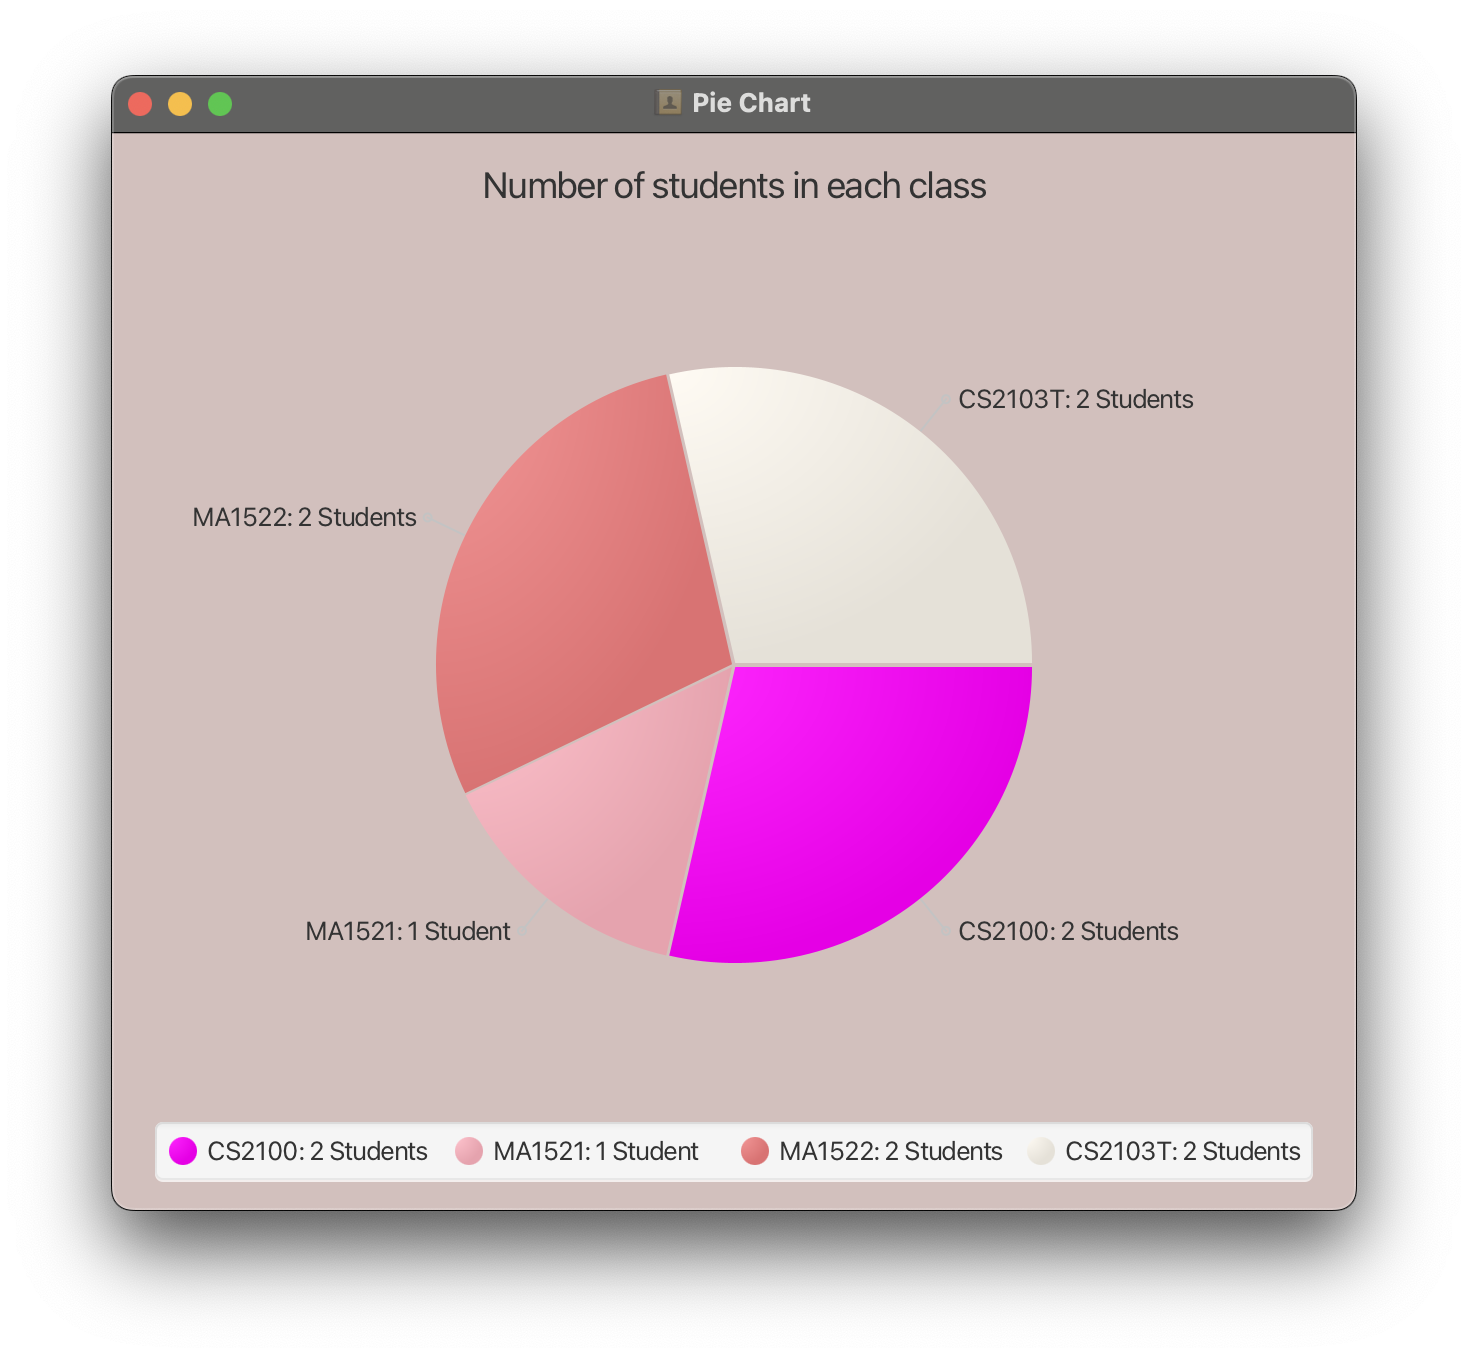 Pie Chart
Number of students in each class
CS2103T: 2 Students
MA1522: 2 Students
MA1521: 1 Student
CS2100: 2 Students
CS2100: 2 Students MA1521: 1 Student MA1522: 2 Students CS2103T: 2 Students